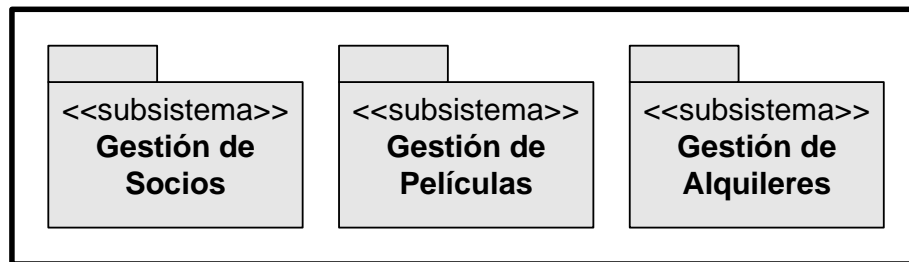 <<subsistema>>
Gestión de
Socios
<<subsistema>>
Gestión de
Películas
<<subsistema>>
Gestión de
Alquileres